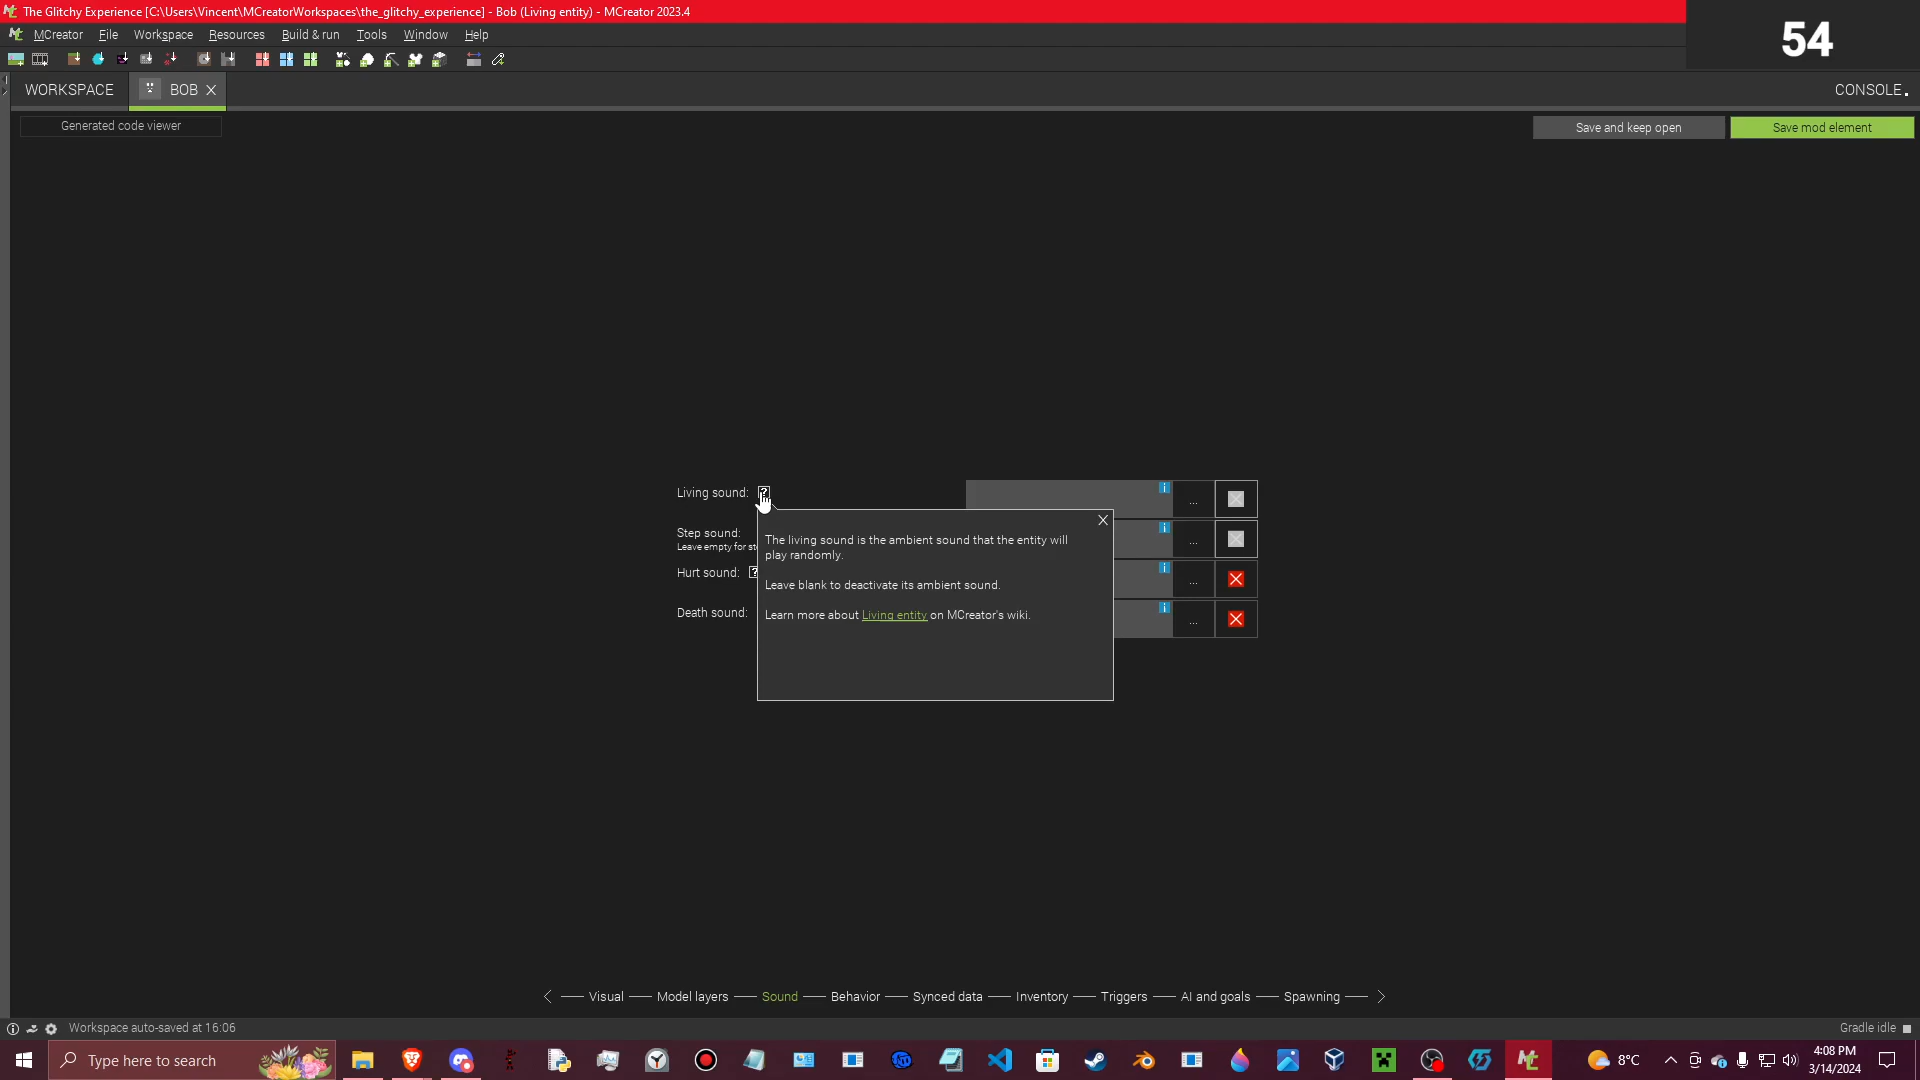 The Glitchy Experience [C:\Users\Vincent\MCreatorWorkspaces\the_glitchy_experience] - Bob (Living entity) - MCreator 2023.4
54
MCreator File Workspace Resources Build & run Tools Window Help
WORKSPACE BOB CONSOLE
Generated code viewer
Save and keep open
Save mod element
Living sound: ?
...
The living sound is the ambient sound that the entity will
play randomly.
Leave blank to deactivate its ambient sound.
Learn more about Living entity on MCreator's wiki.
Step sound:
Leave empty for st
...
Hurt sound:
...
Death sound:
...
Visual Model layers Sound Behavior Synced data Inventory Triggers AI and goals Spawning
Workspace auto-saved at 16:06
Gradle idle
Type here to search
8°C
4:08 PM
3/14/2024